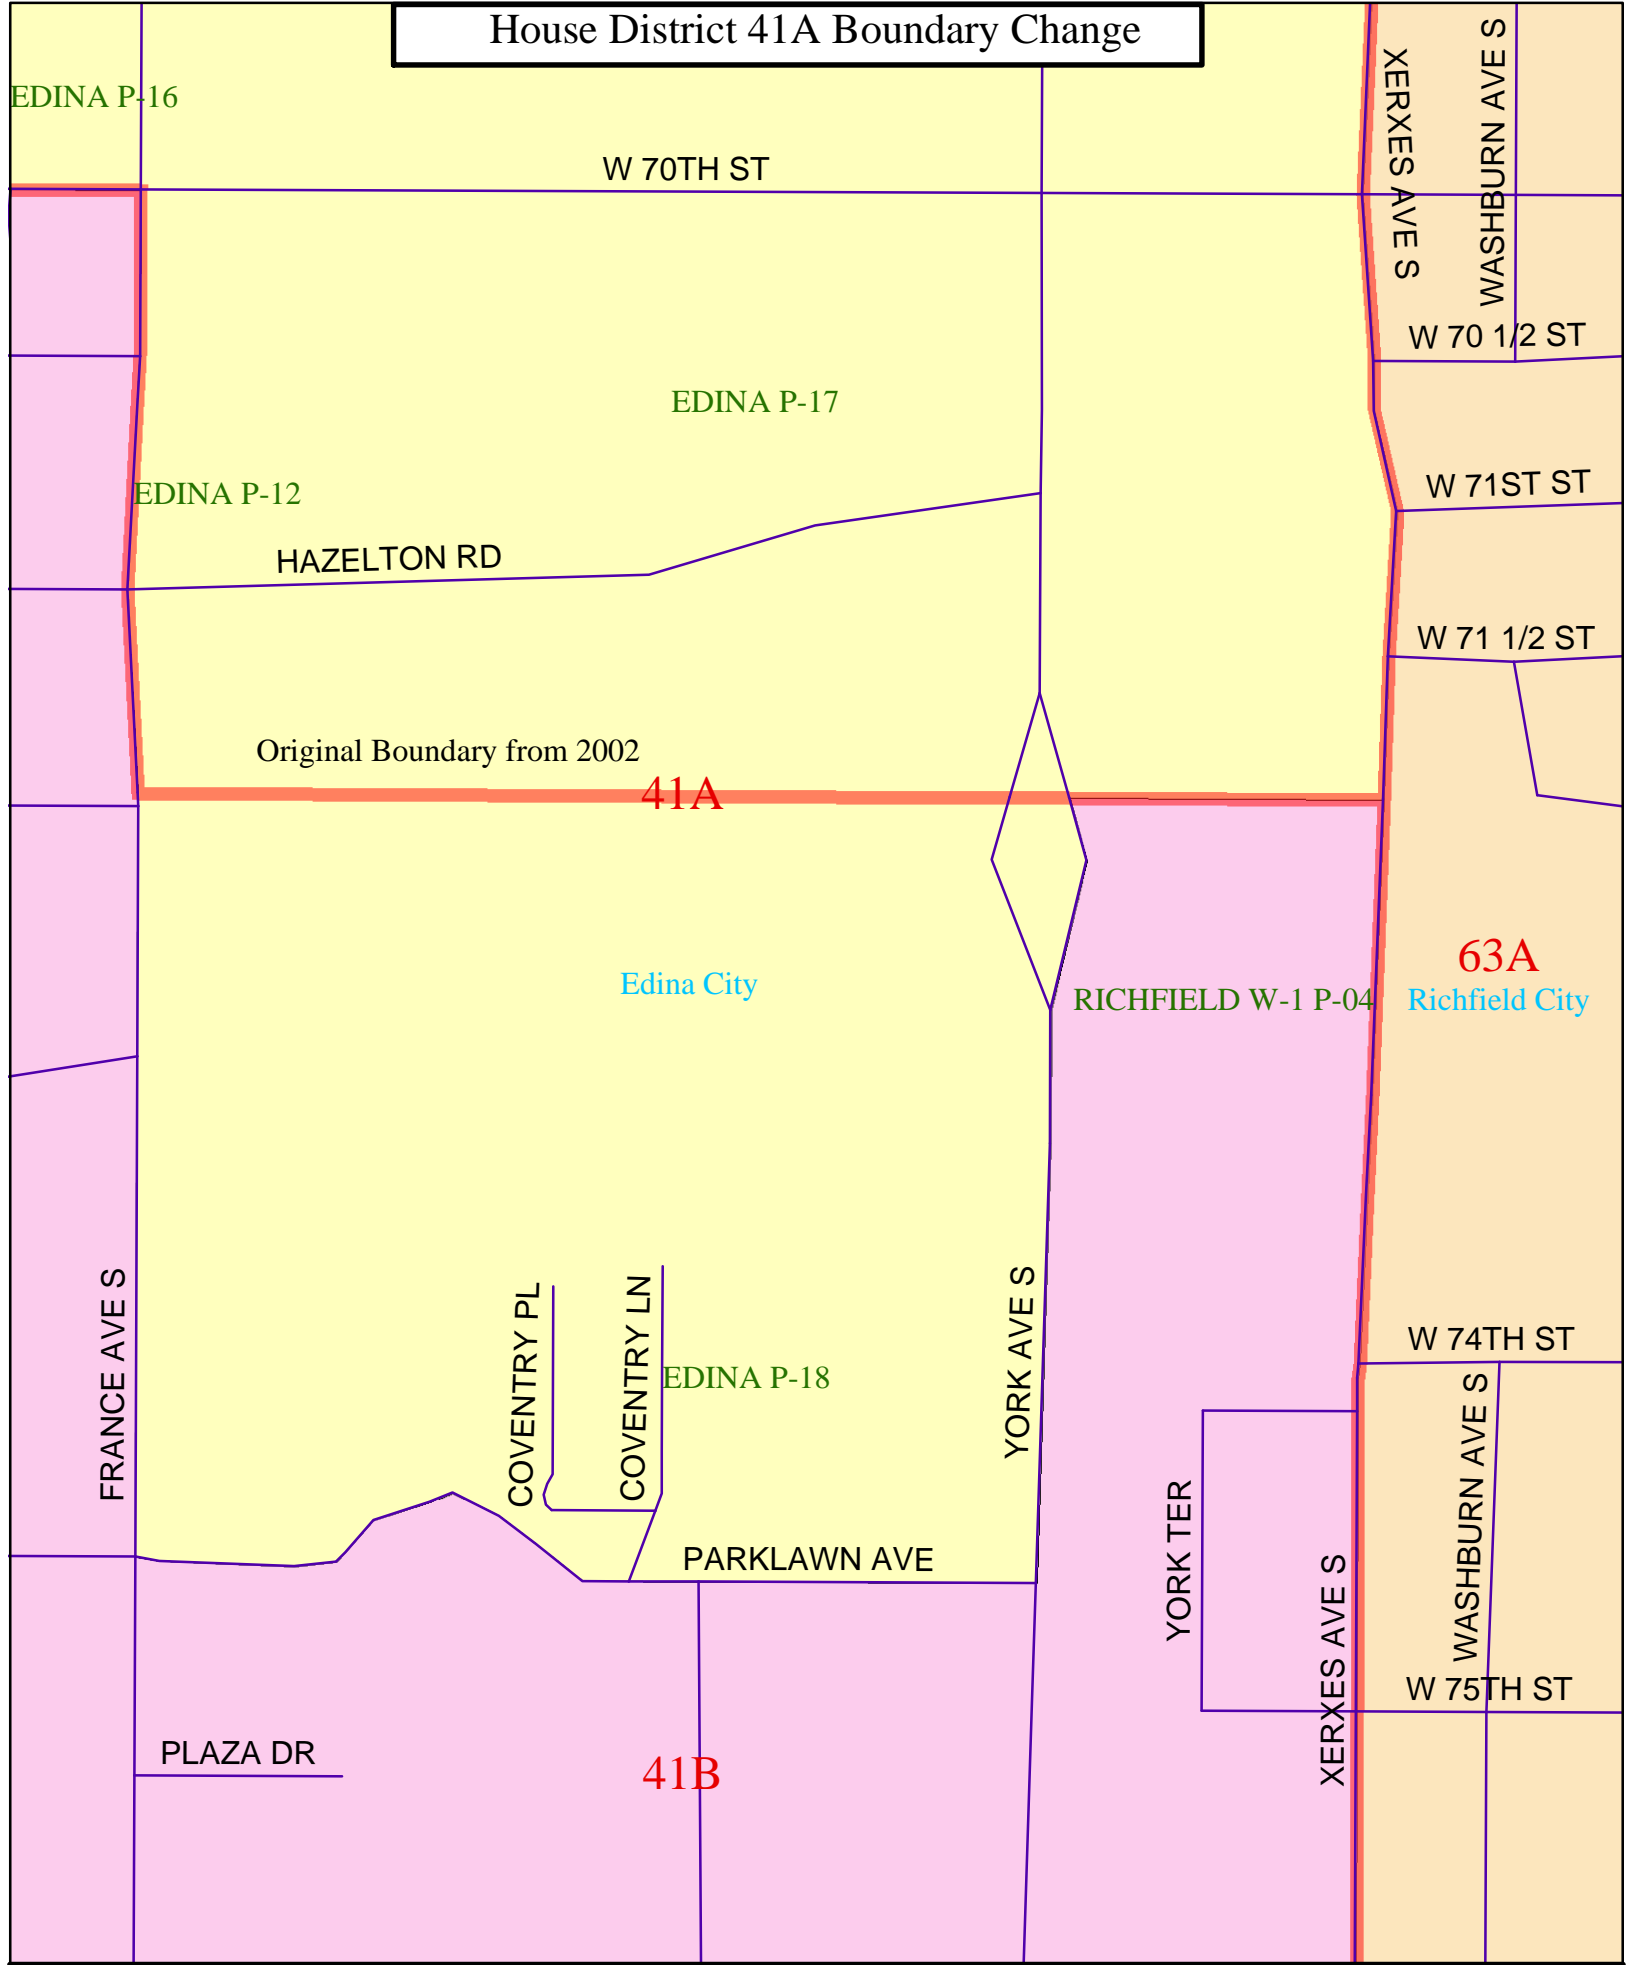 House District 41A Boundary Change
EDINA P-16
XERXES AVE S
WASHBURN AVE S
W 70TH ST
W 70 1/2 ST
EDINA P-17
EDINA P-12
W 71ST ST
HAZELTON RD
W 71 1/2 ST
Original Boundary from 2002
41A
63A
Edina City
RICHFIELD W-1 P-04
Richfield City
FRANCE AVE S
COVENTRY PL
COVENTRY LN
EDINA P-18
YORK AVE S
W 74TH ST
WASHBURN AVE S
YORK TER
PARKLAWN AVE
XERXES AVE S
W 75TH ST
PLAZA DR
41B